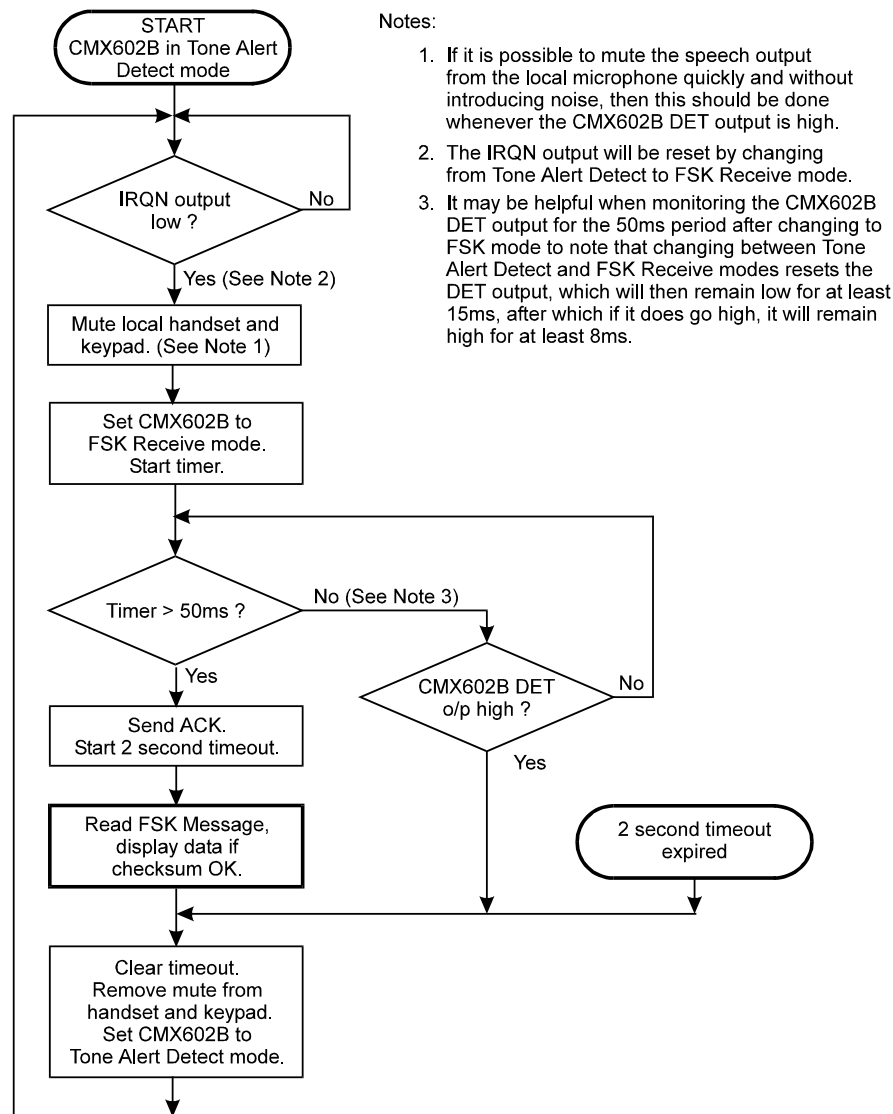 START
CMX602B in Tone Alert
Detect mode
IRQN output
low ?
No
Yes (See Note 2)
Mute local handset and
keypad. (See Note 1)
Set CMX602B to
FSK Receive mode.
Start timer.
Timer > 50ms ?
No (See Note 3)
Yes
CMX602B DET
o/p high ?
No
Yes
Send ACK.
Start 2 second timeout.
Read FSK Message,
display data if
checksum OK.
2 second timeout
expired
Clear timeout.
Remove mute from
handset and keypad.
Set CMX602B to
Tone Alert Detect mode.
Notes:
1. If it is possible to mute the speech output
from the local microphone quickly and without
introducing noise, then this should be done
whenever the CMX602B DET output is high.
2. The IRQN output will be reset by changing
from Tone Alert Detect to FSK Receive mode.
3. It may be helpful when monitoring the CMX602B
DET output for the 50ms period after changing to
FSK mode to note that changing between Tone
Alert Detect and FSK Receive modes resets the
DET output, which will then remain low for at least
15ms, after which if it does go high, it will remain
high for at least 8ms.